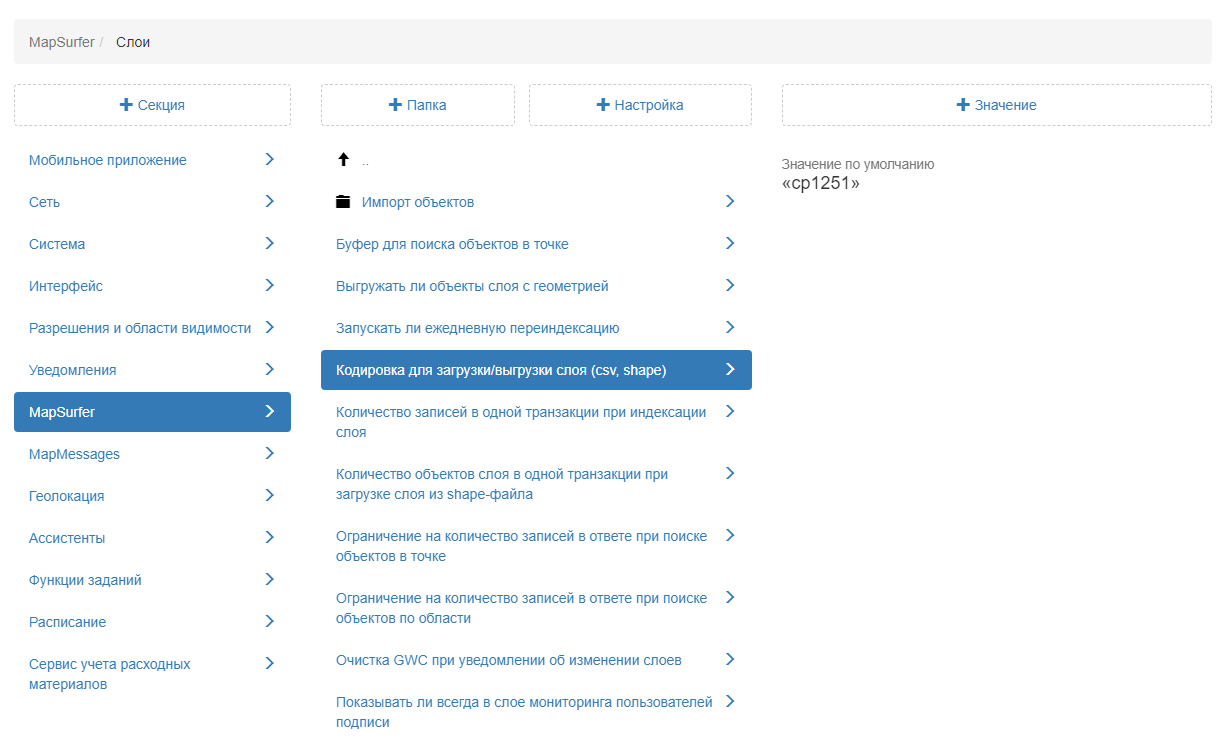 MapSurfer / Слои
Секция
Папка
Настройка
Значение
Мобильное приложение
Сеть
Система
Интерфейс
Разрешения и области видимости
Уведомления
MapSurfer
MapMessages
Геолокация
Ассистенты
Функции заданий
Расписание
Сервис учета расходных
материалов
..
Импорт объектов
Буфер для поиска объектов в точке
Выгружать ли объекты слоя с геометрией
Запускать ли ежедневную переиндексацию
Кодировка для загрузки/выгрузки слоя (csv, shape)
Количество записей в одной транзакции при индексации
слоя
Количество объектов слоя в одной транзакции при
загрузке слоя из shape-файла
Ограничение на количество записей в ответе при поиске
объектов в точке
Ограничение на количество записей в ответе при поиске
объектов по области
Очистка GWC при уведомлении об изменении слоев
Показывать ли всегда в слое мониторинга пользователей
подписи
Значение по умолчанию
«cp1251»